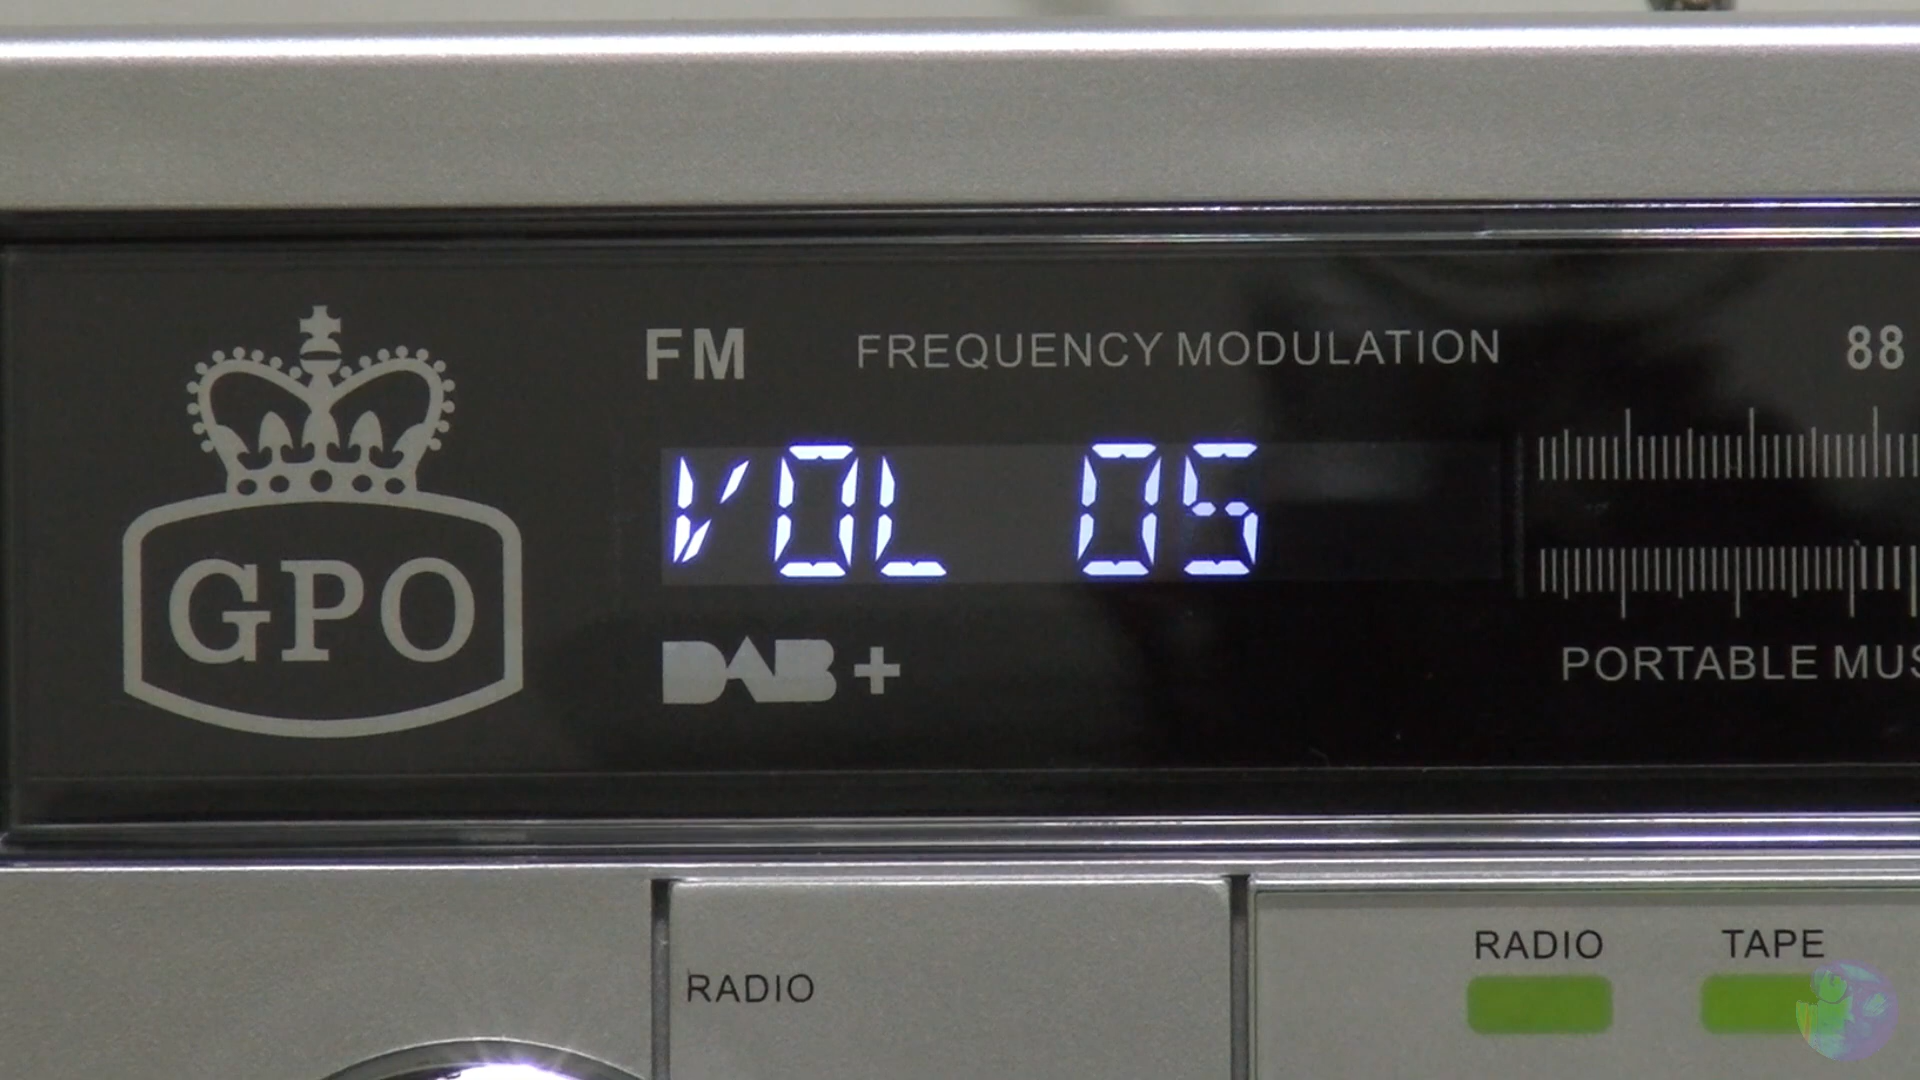 FM FREQUENCY MODULATION 88
VOL 05
GPO
DAB+
PORTABLE MUS
RADIO
RADIO TAPE